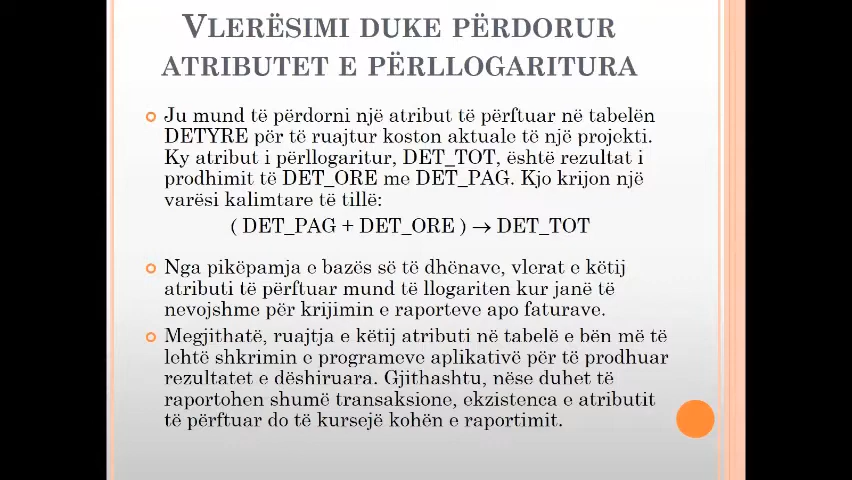 VLERËSIMI DUKE PËRDORUR
ATRIBUTET E PËRLLOGARITURA
Ju mund të përdorni një atribut të përftuar në tabelën
DETYRE për të ruajtur koston aktuale të një projekti.
Ky atribut i përllogaritur, DET_TOT, është rezultat i
prodhimit të DET_ORE me DET_PAG. Kjo krijon një
varësi kalimtare të tillë:
( DET_PAG + DET_ORE ) → DET_TOT
Nga pikëpamja e bazës së të dhënave, vlerat e këtij
atributi të përftuar mund të llogariten kur janë të
nevojshme për krijimin e raporteve apo faturave.
Megjithatë, ruajtja e këtij atributi në tabelë e bën më të
lehtë shkrimin e programeve aplikativë për të prodhuar
rezultatet e dëshiruara. Gjithashtu, nëse duhet të
raportohen shumë transaksione, ekzistenca e atributit
të përftuar do të kursejë kohën e raportimit.